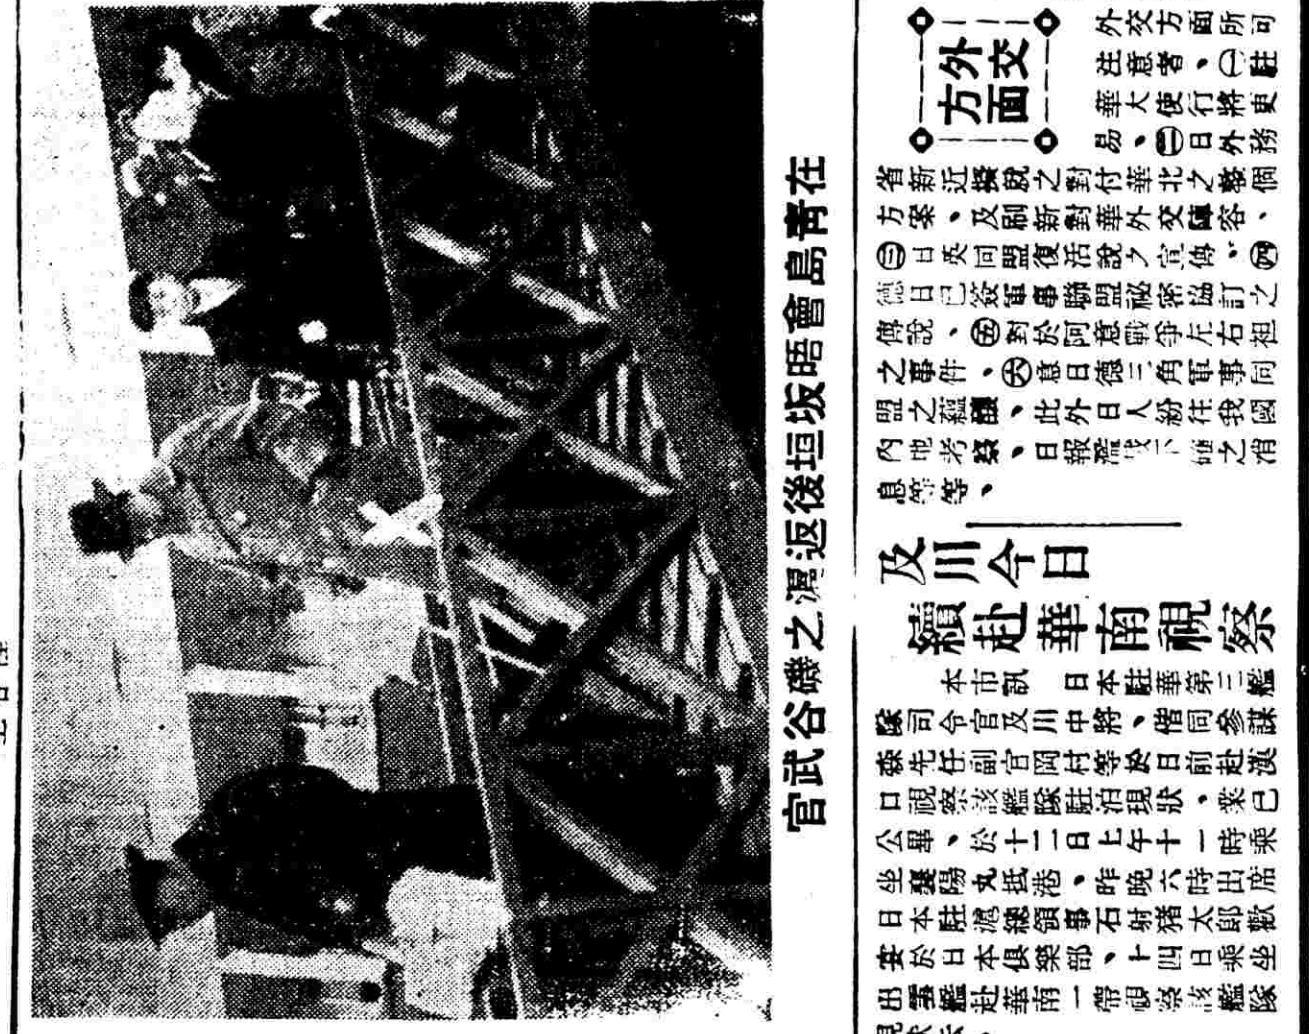 在青島會晤坂垣後返滬之磯谷武官
外交
方面
外交方面所可
注意者、㊀駐
華大使行將更
易、㊁日外務
省新近擬就之對付華北之整個
方案、及刷新對華外交陣容、
㊂日英同盟復活說之宣傳、㊃
德日已簽軍事聯盟祕密協訂之
傳說、㊄對於阿意戰爭左右袒
之事件、㊅意日德三角軍事同
盟之蘊釀、此外日人紛往我國
內地考察、日報濫之消
息等等、
及川今日
續赴華南視察
本市訊 日本駐華第三艦
隊司令官及川中將、偕同參謀
森先任副官岡村等於日前赴漢
口視察該艦隊駐泊現狀、業已
公畢、於十二日上午十一時乘
坐襄陽丸抵港、昨晚六時出席
日本駐滬總領事石射猪太郎歡
宴於日本俱樂部、十四日乘坐
出雲艦赴華南一帶視察該艦隊